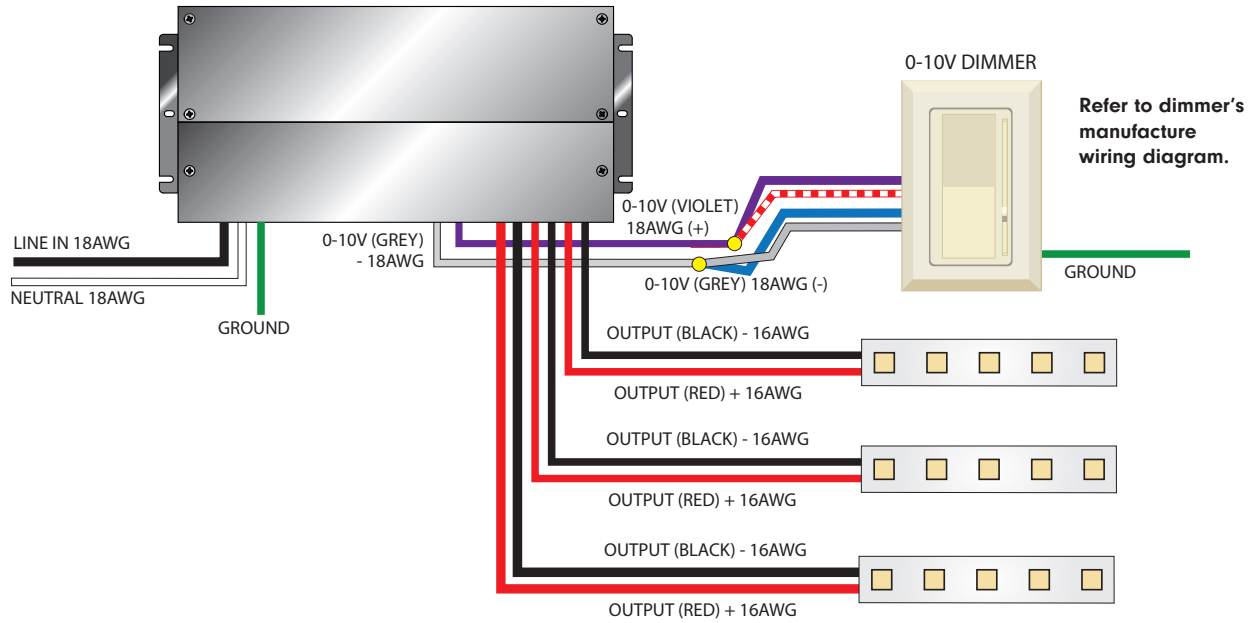 0-10V DIMMER
Refer to dimmer's
manufacture
wiring diagram.
0-10V (VIOLET)
18AWG (+)
LINE IN 18AWG
0-10V (GREY)
- 18AWG
NEUTRAL 18AWG
0-10V (GREY) 18AWG (-)
GROUND
GROUND
OUTPUT (BLACK) - 16AWG
OUTPUT (RED) + 16AWG
OUTPUT (BLACK) - 16AWG
OUTPUT (RED) + 16AWG
OUTPUT (BLACK) - 16AWG
OUTPUT (RED) + 16AWG